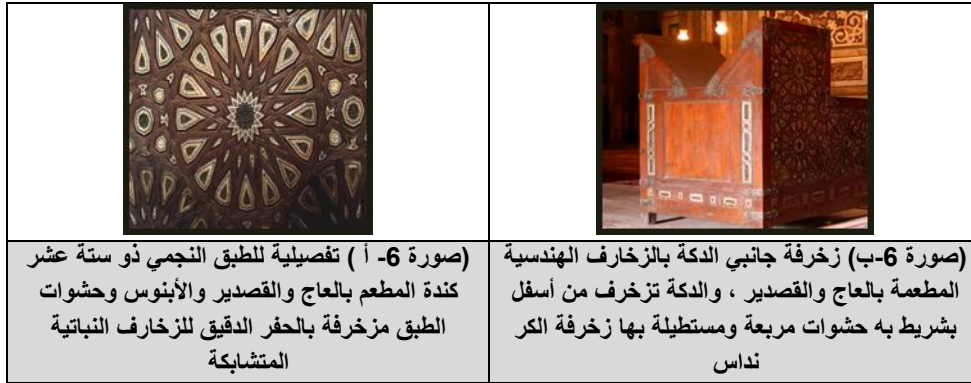 (صورة 6-ب) زخرفة جانبي الدكة بالزخارف الهندسية
المطعمة بالعاج والقصدير ، والدكة تزخرف من أسفل
بشريط به حشوات مربعة ومستطيلة بها زخرفة الكر
نداس
(صورة 6- أ ) تفصيلية للطبق النجمي ذو ستة عشر
كندة المطعم بالعاج والقصدير والأبنوس وحشوات
الطبق مزخرفة بالحفر الدقيق للزخارف النباتية
المتشابكة